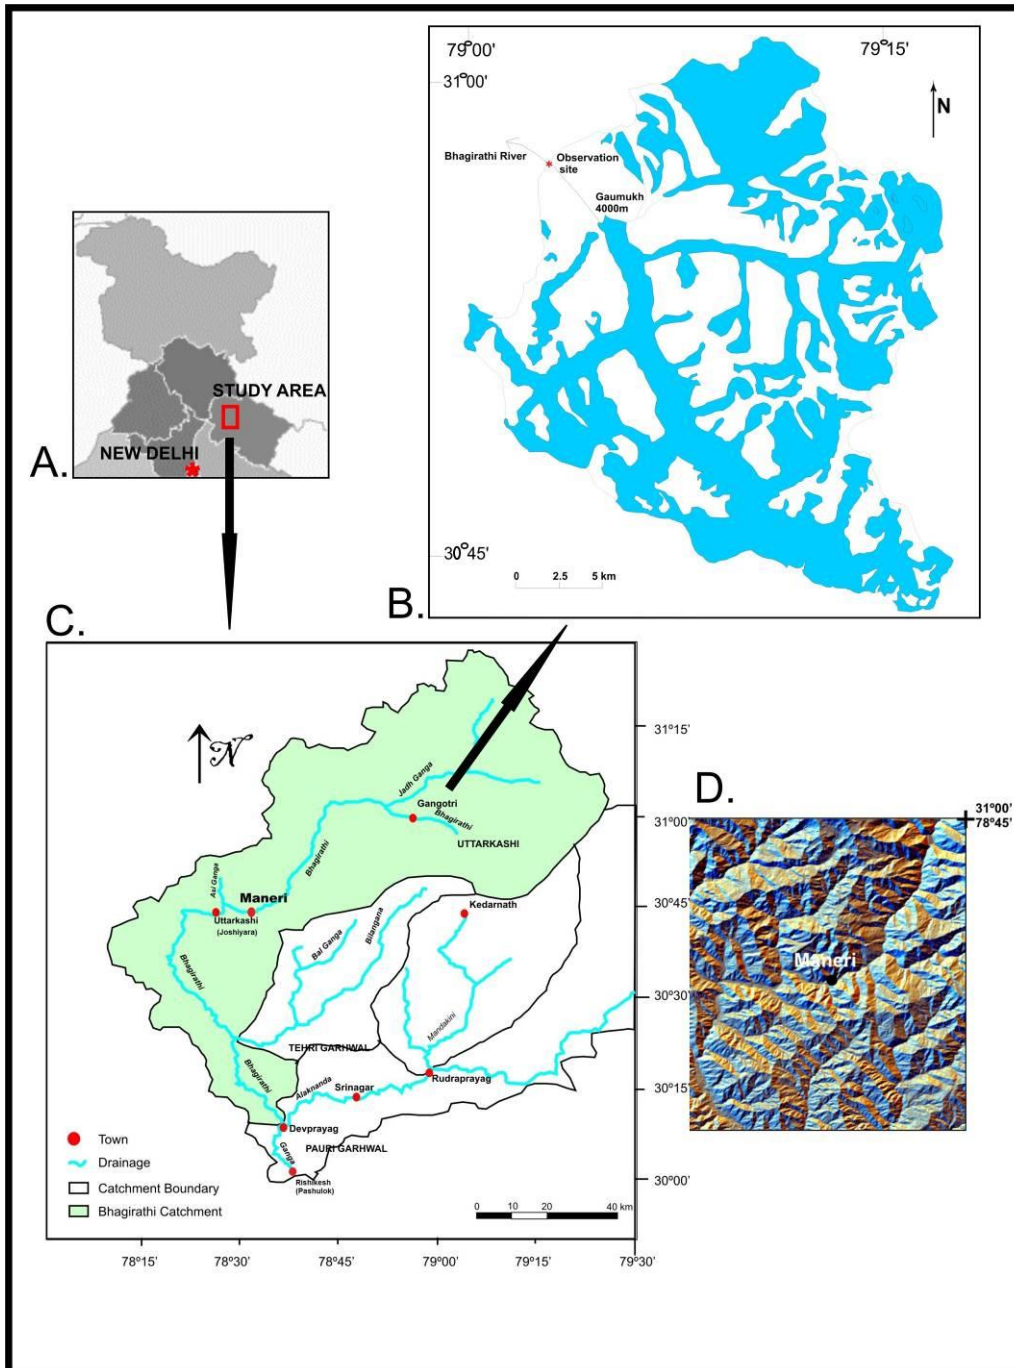 A.
STUDY AREA
NEW DELHI
B.
79°00'
79°15'
31°00'
N
Bhagirathi River
Observation
site
Gaumukh
4000m
30°45'
0 2.5 5 km
C.
N
31°15'
31°00'
30°45'
30°30'
30°15'
30°00'
Jadh Ganga
Gangotri
Bhagirathi
UTTARKASHI
Bhagirathi
Asi Ganga
Maneri
Uttarkashi
(Joshiyara)
Kedarnath
Bal Ganga
Bilangana
Bhagirathi
Mandakini
TEHRI GARHWAL
Bhagirathi
Rudraprayag
Alaknanda
Srinagar
Devprayag
PAURI GARHWAL
Ganga
Rishikesh
(Pashulok)
Town
Drainage
Catchment Boundary
Bhagirathi Catchment
0 10 20 40 km
78°15' 78°30' 78°45' 79°00' 79°15' 79°30'
D.
31°00'
78°45'
Maneri